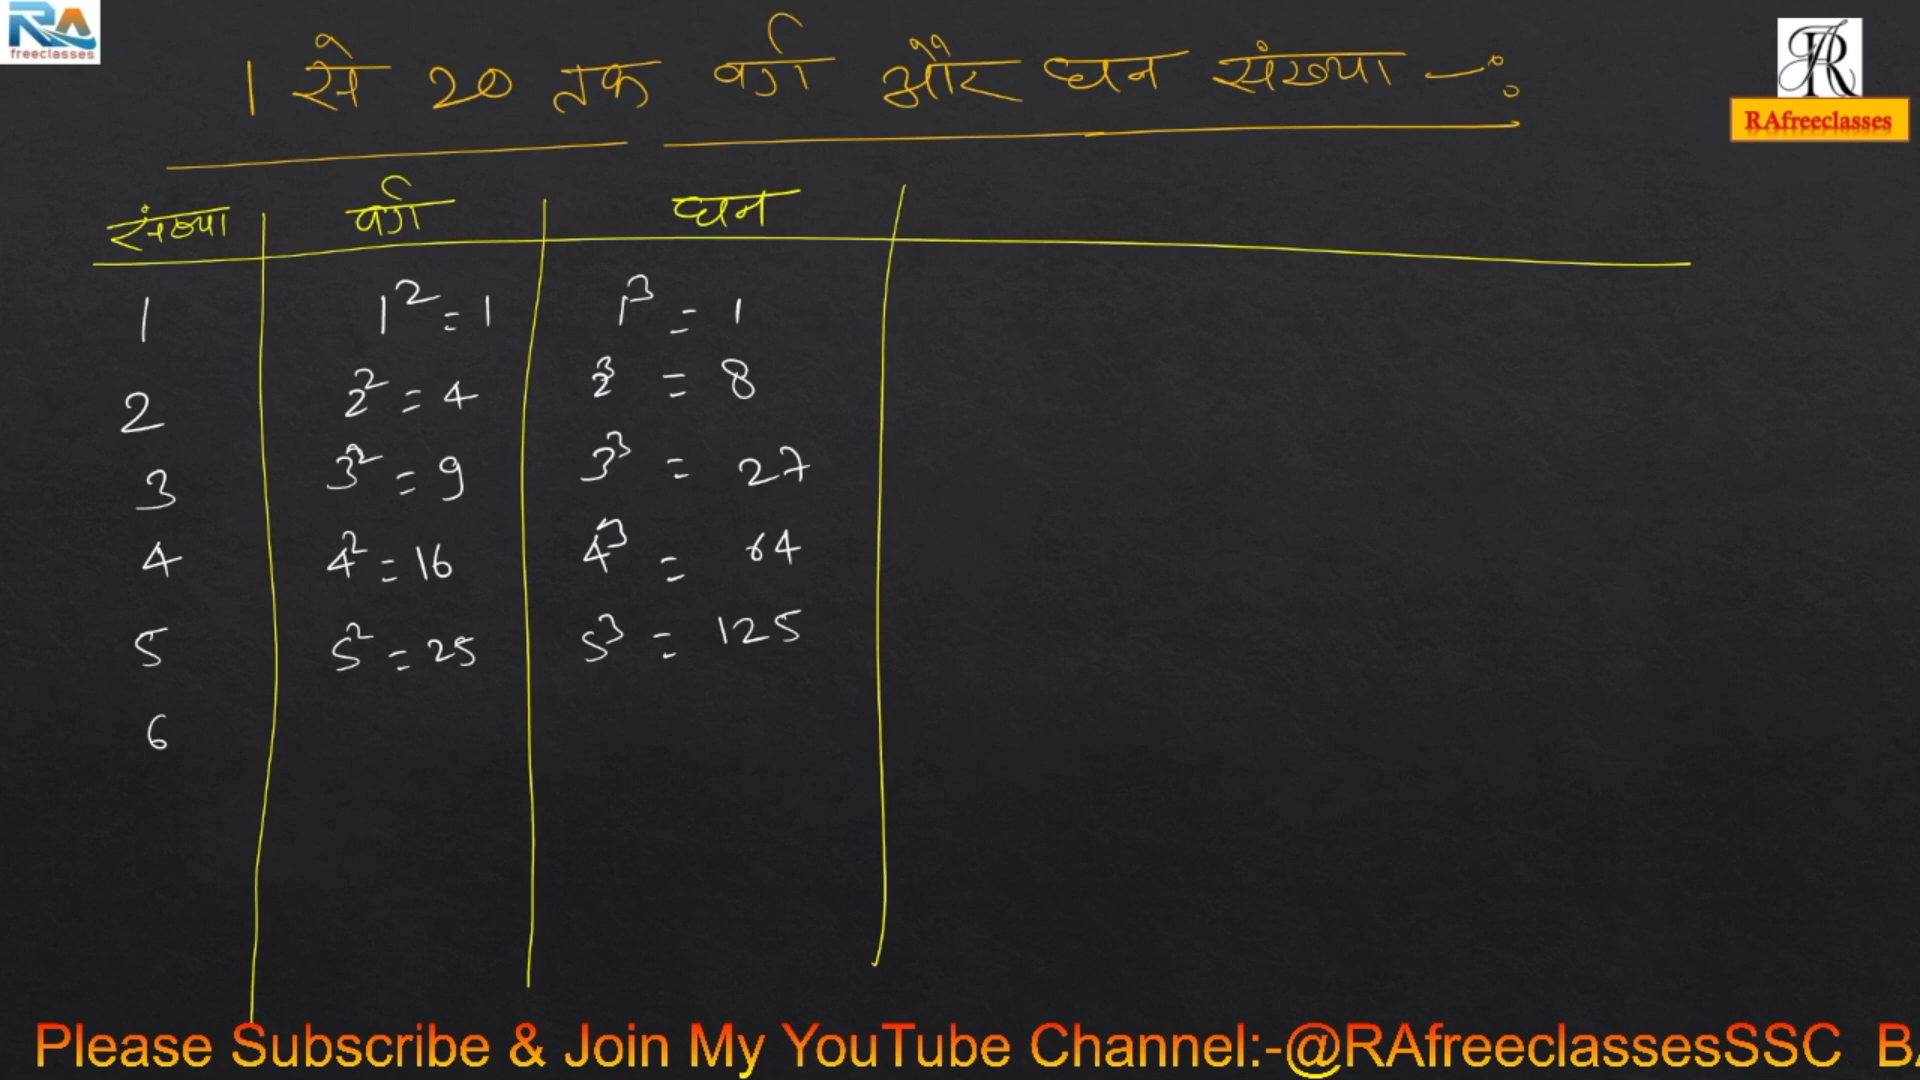 RA
freeclasses
1 से 20 तक वर्ग और घन संख्या -:
RAfreeclasses
संख्या वर्ग घन
1 1² = 1 1³ = 1
2 2² = 4 2³ = 8
3 3² = 9 3³ = 27
4 4² = 16 4³ = 64
5 5² = 25 5³ = 125
6
Please Subscribe & Join My YouTube Channel:-@RAfreeclassesSSC